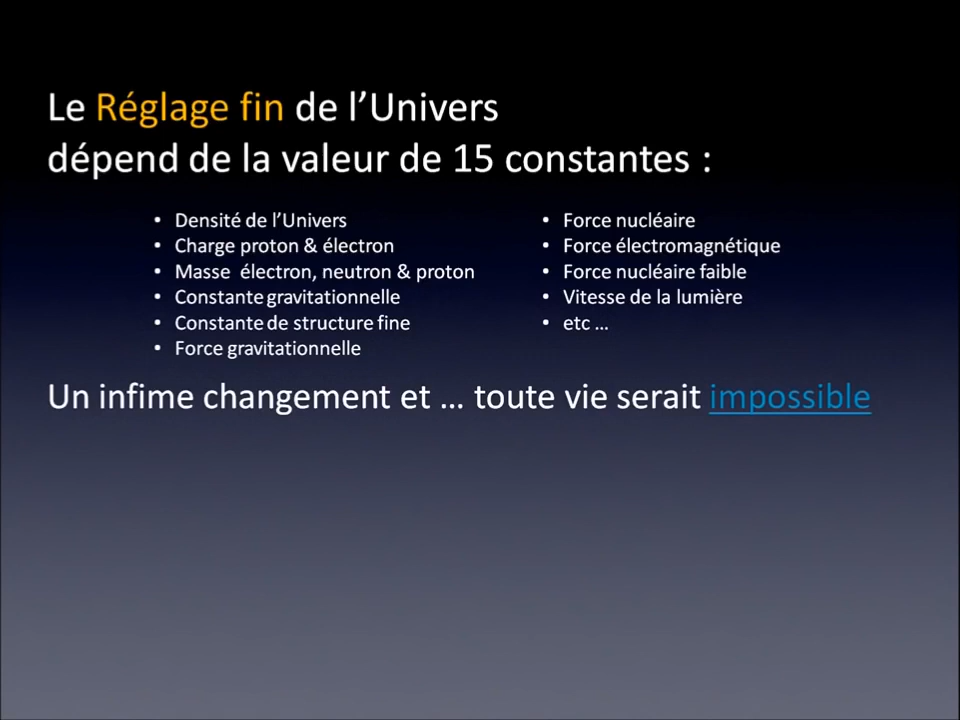 Le Réglage fin de l’Univers
dépend de la valeur de 15 constantes :
• Densité de l’Univers
• Charge proton & électron
• Masse électron, neutron & proton
• Constante gravitationnelle
• Constante de structure fine
• Force gravitationnelle
• Force nucléaire
• Force électromagnétique
• Force nucléaire faible
• Vitesse de la lumière
• etc …
Un infime changement et … toute vie serait impossible